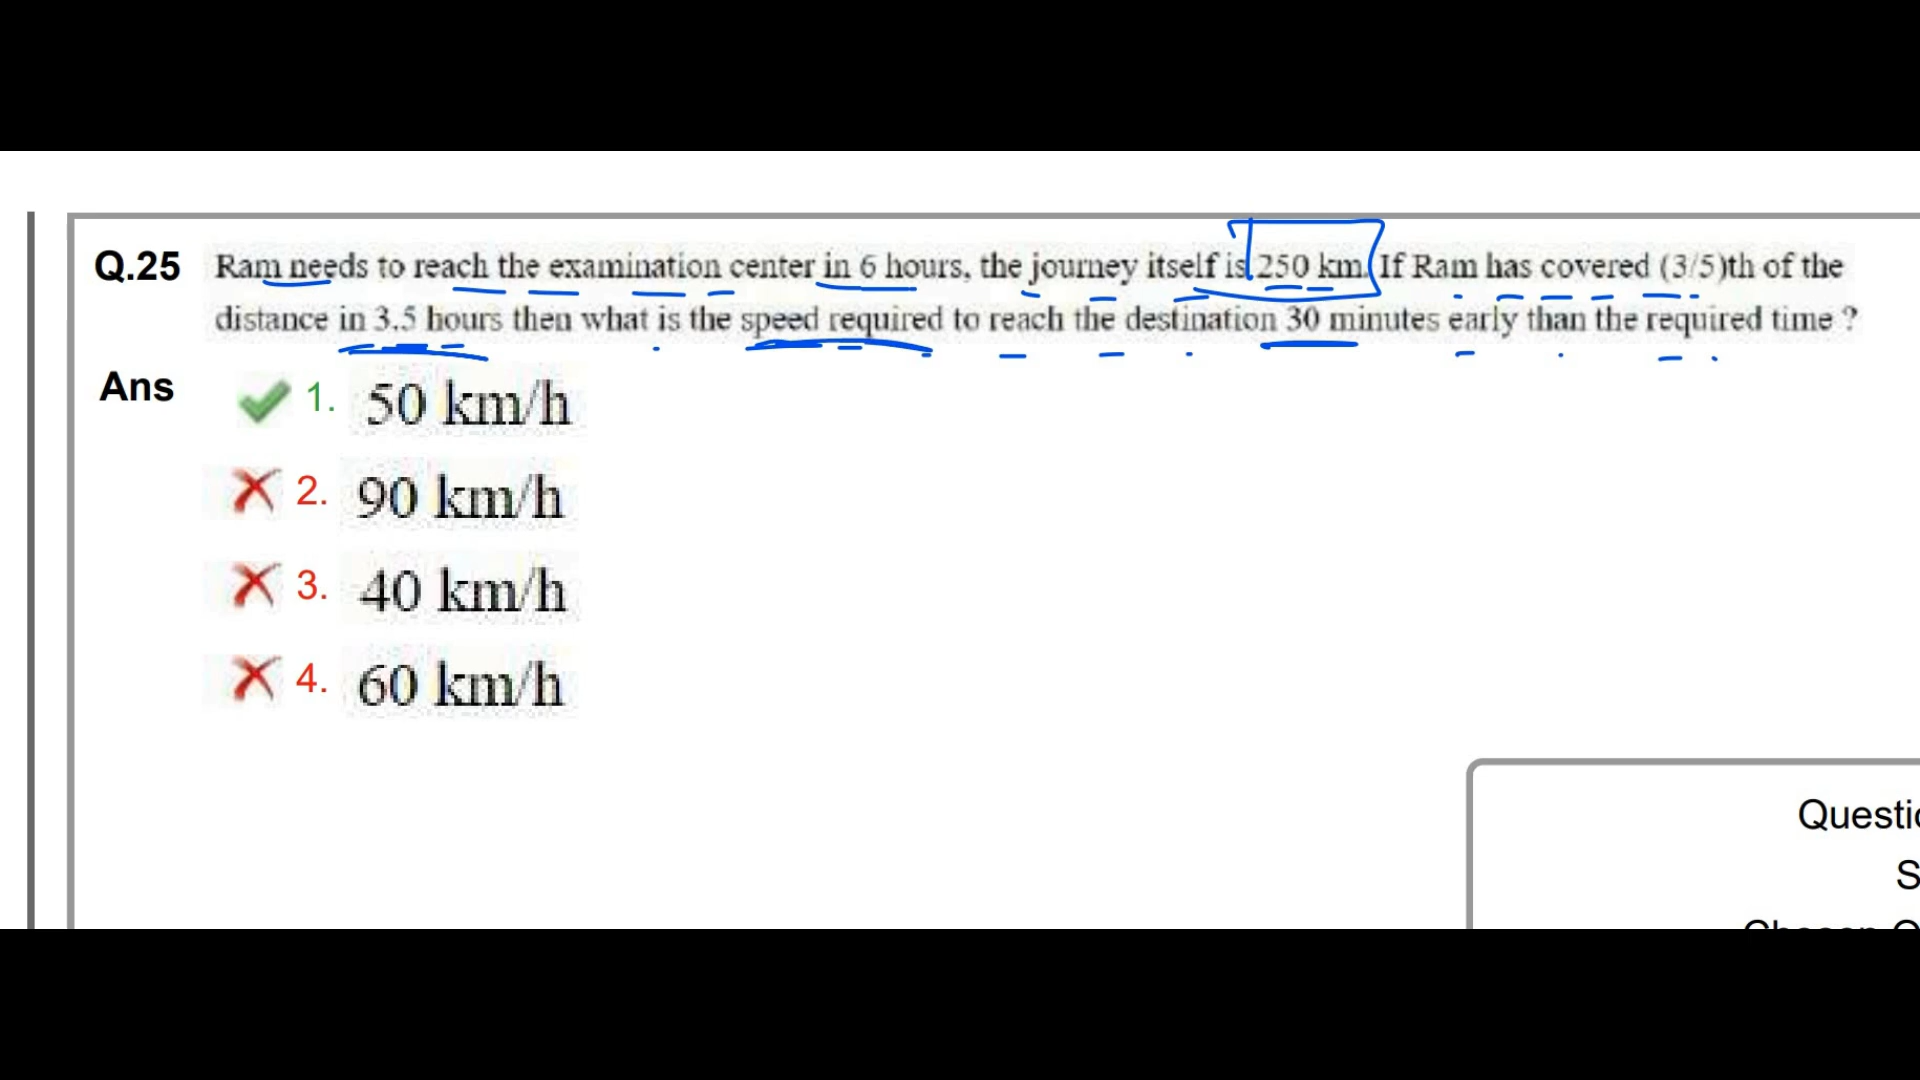 Q.25 Ram needs to reach the examination center in 6 hours, the journey itself is 250 km. If Ram has covered (3/5)th of the
distance in 3.5 hours then what is the speed required to reach the destination 30 minutes early than the required time ?
Ans 1. 50 km/h
2. 90 km/h
3. 40 km/h
4. 60 km/h
Questio
S